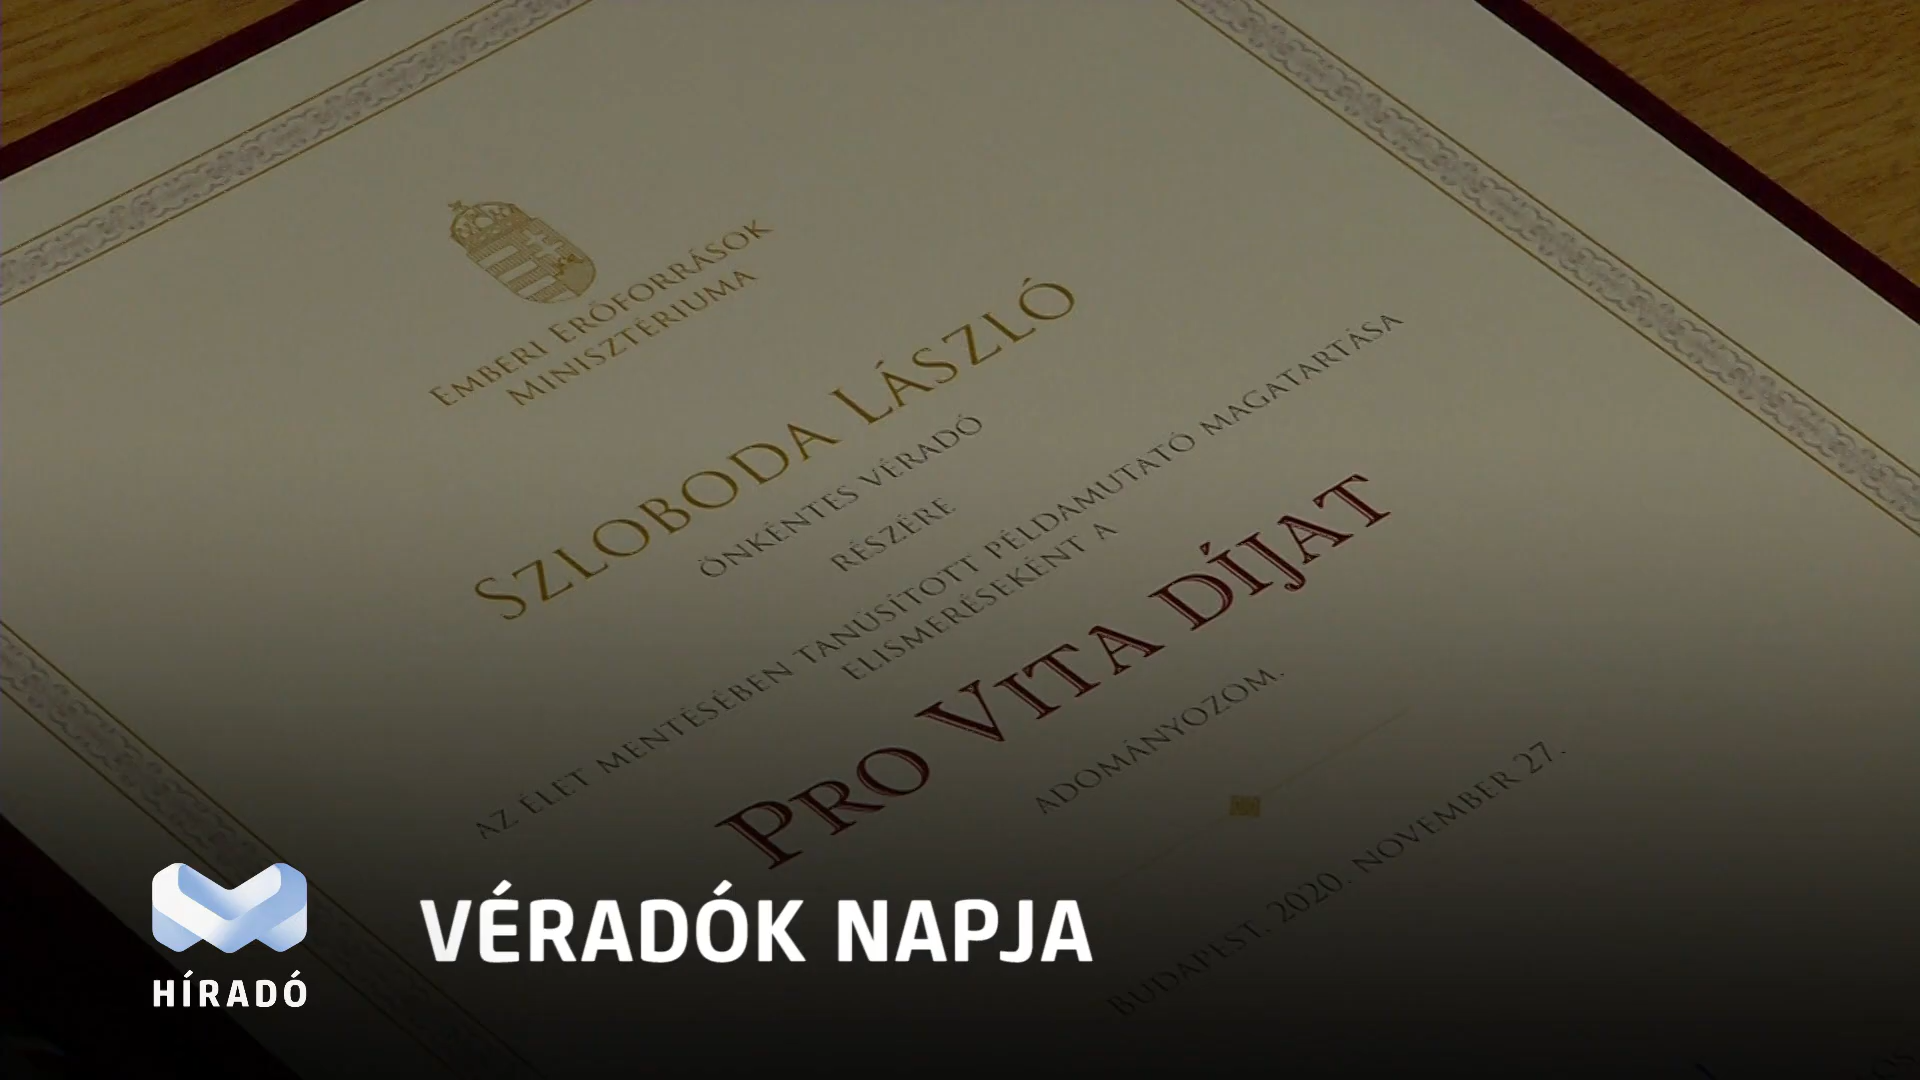 EMBERI ERŐFORRÁSOK
MINISZTÉRIUMA
SZLOBODA LÁSZLÓ
ÖNKÉNTES VÉRADÓ
RÉSZÉRE
AZ ÉLET MENTÉSÉBEN TANÚSÍTOTT PÉLDAMUTATÓ MAGATARTÁSA
ELISMERÉSEKÉNT A
PRO VITA DÍJAT
ADOMÁNYOZOM.
BUDAPEST, 2020. NOVEMBER 27.
VÉRADÓK NAPJA
HÍRADÓ